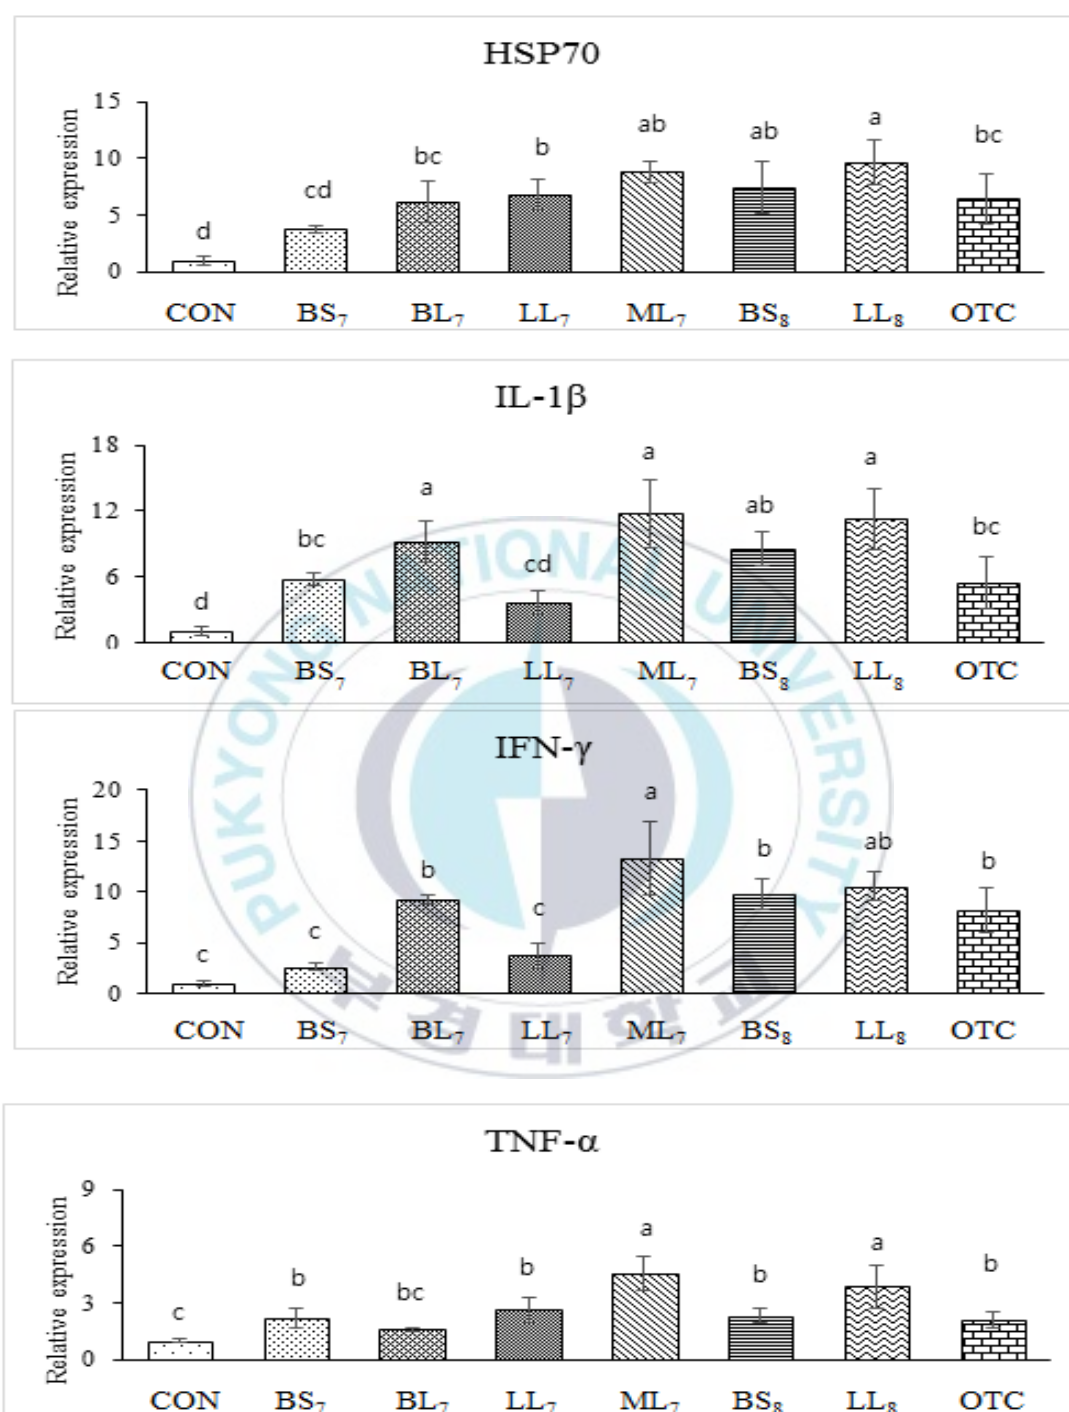 HSP70
Relative expression
15
10
5
0
d cd bc b ab ab a bc
CON BS₇ BL₇ LL₇ ML₇ BS₈ LL₈ OTC
IL-1β
Relative expression
18
12
6
0
d bc a cd a ab a bc
CON BS₇ BL₇ LL₇ ML₇ BS₈ LL₈ OTC
IFN-γ
Relative expression
20
15
10
5
0
c c b c a b ab b
CON BS₇ BL₇ LL₇ ML₇ BS₈ LL₈ OTC
TNF-α
Relative expression
9
6
3
0
c b bc b a b a b
CON BS₇ BL₇ LL₇ ML₇ BS₈ LL₈ OTC
PUKYONG NATIONAL UNIVERSITY
부경대학교